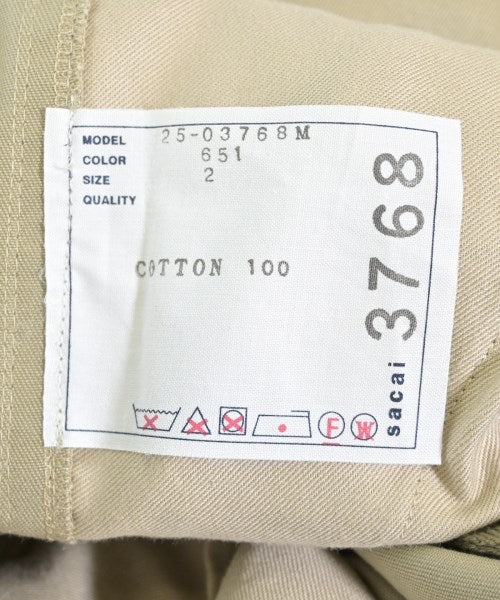 MODEL 25-03768M
COLOR 651
SIZE 2
QUALITY
COTTON 100
sacai 3768
F W